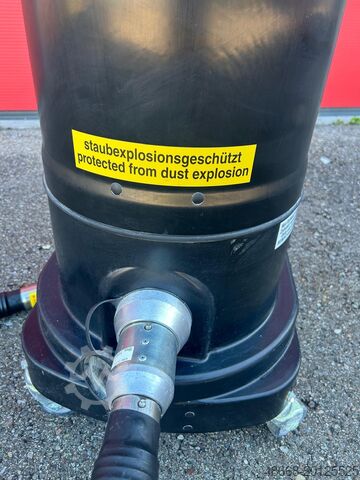 staubexplosionsgeschützt
protected from dust explosion